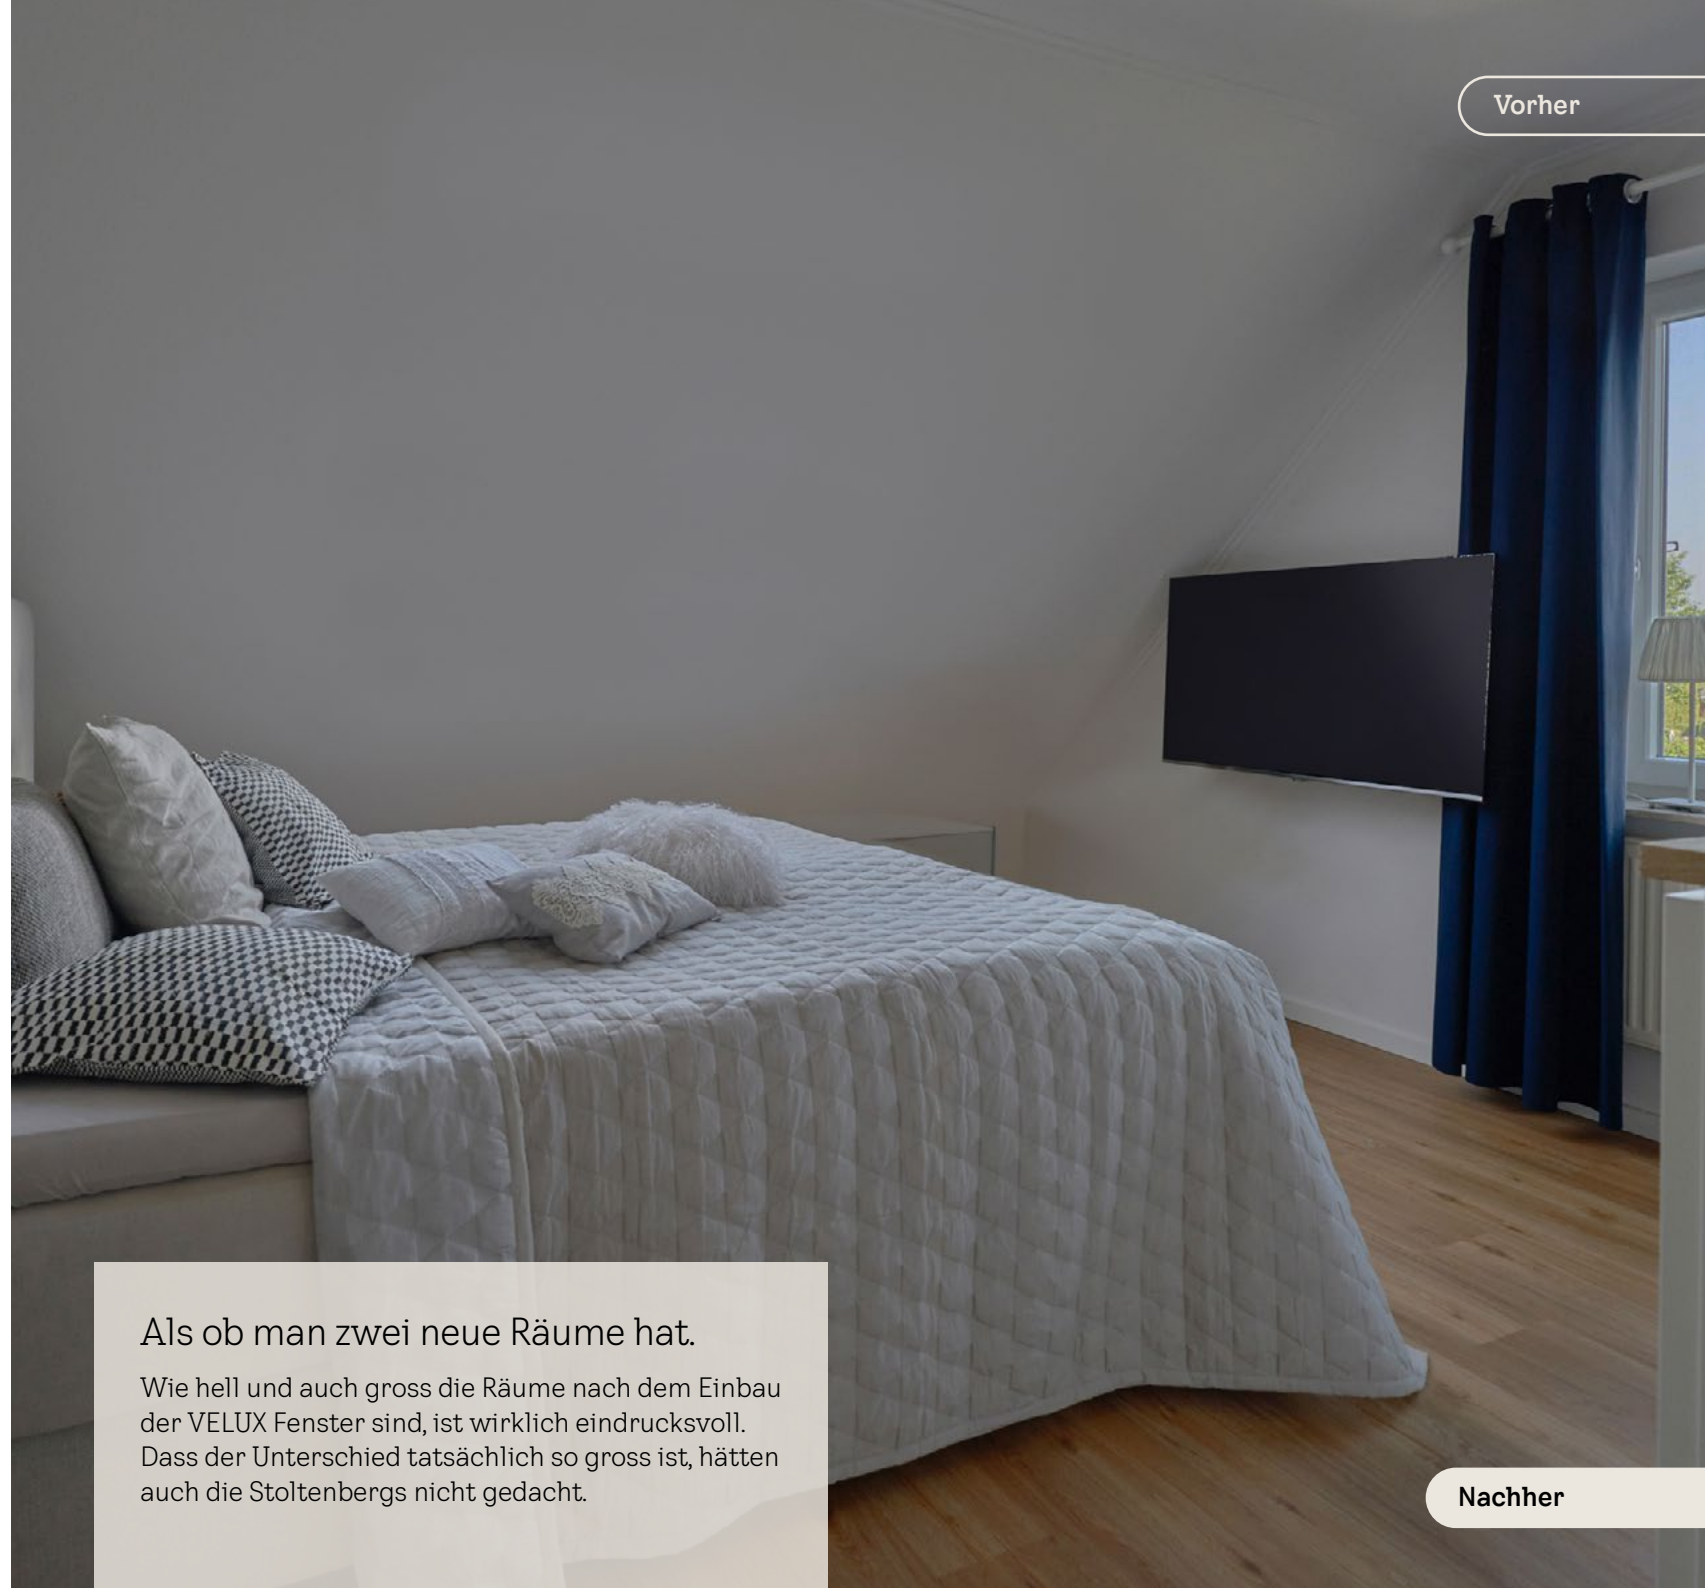 Vorher
Als ob man zwei neue Räume hat.
Wie hell und auch gross die Räume nach dem Einbau
der VELUX Fenster sind, ist wirklich eindrucksvoll.
Dass der Unterschied tatsächlich so gross ist, hätten
auch die Stoltenbergs nicht gedacht.
Nachher